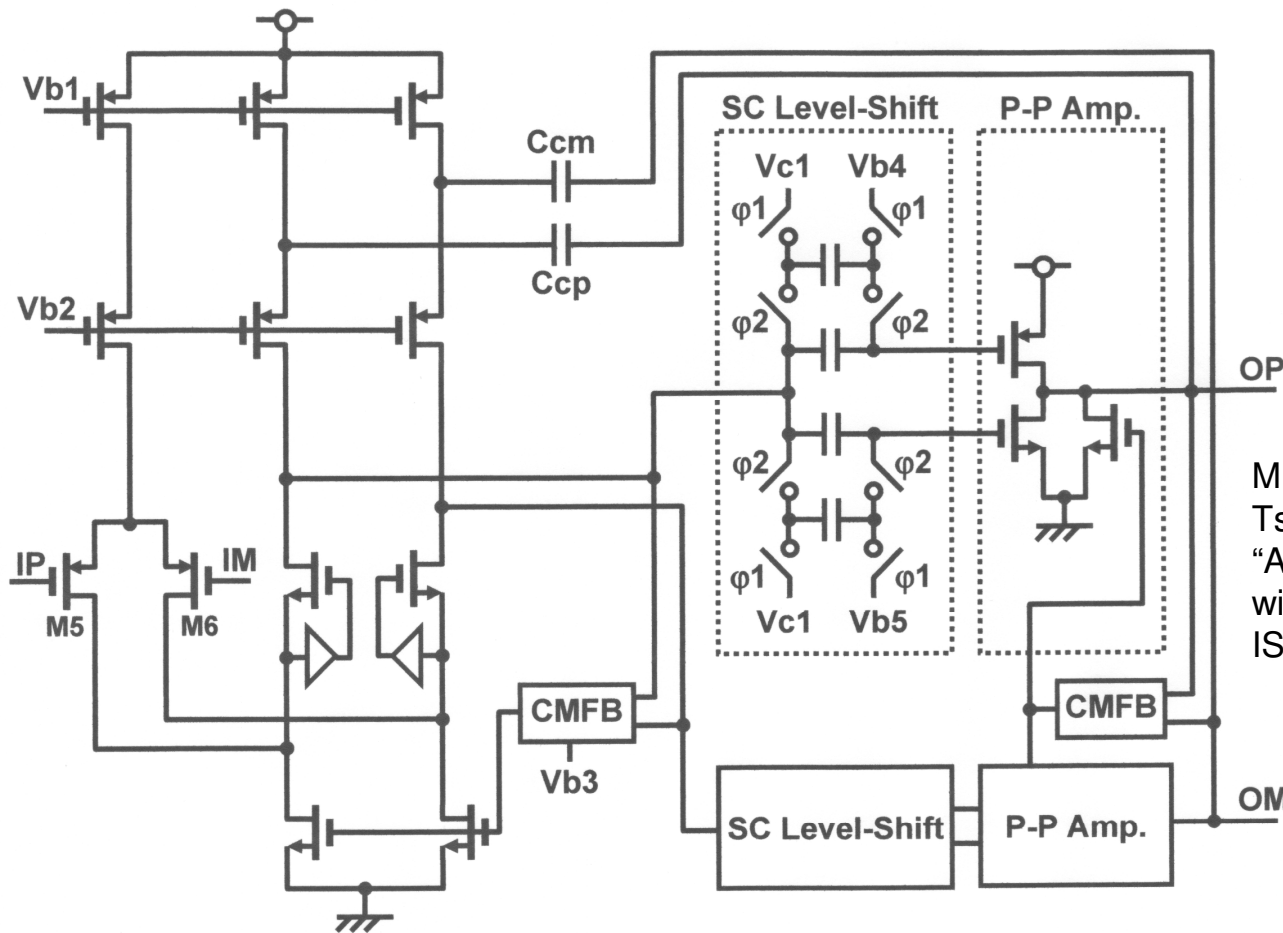 Vb1
Vb2
IP
IM
M5
M6
Ccm
Ccp
CMFB
Vb3
SC Level-Shift
P-P Amp.
Vc1
Vb4
φ1
φ1
φ2
φ2
φ2
φ2
φ1
φ1
Vc1
Vb5
OP
CMFB
SC Level-Shift
P-P Amp.
OM
Ts
“A
wi
IS